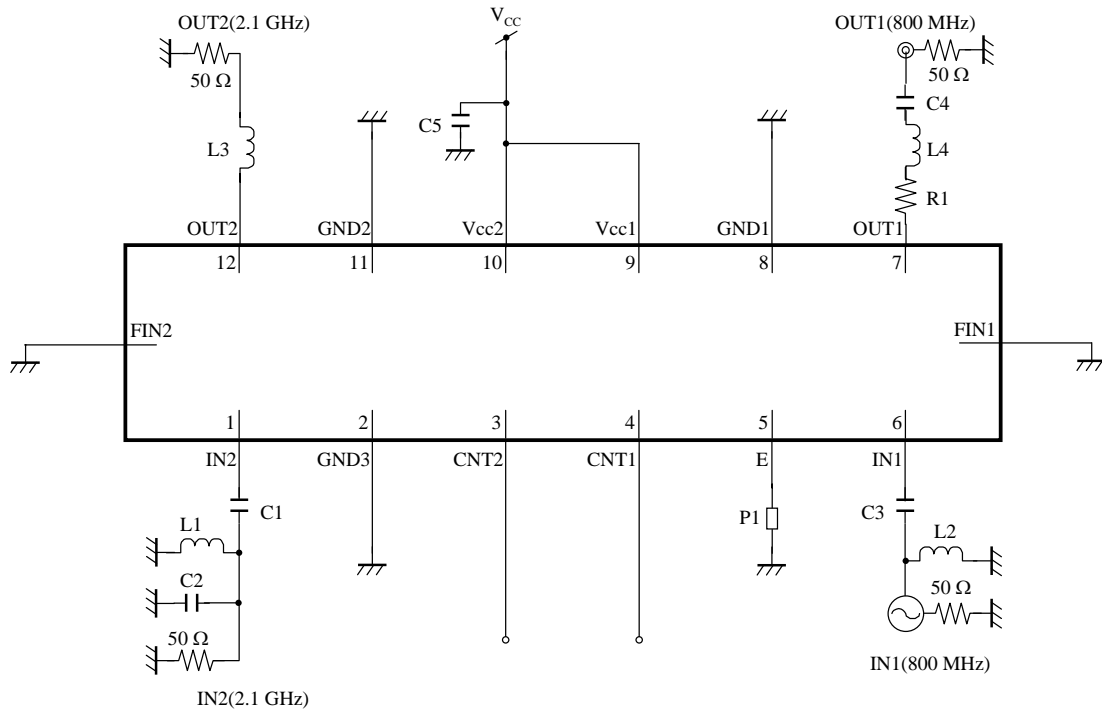 OUT2(2.1 GHz)
V_CC
OUT1(800 MHz)
50 Ω
50 Ω
C5
C4
L3
L4
R1
OUT2
GND2
Vcc2
Vcc1
GND1
OUT1
12
11
10
9
8
7
FIN2
FIN1
1
2
3
4
5
6
IN2
GND3
CNT2
CNT1
E
IN1
C1
P1
C3
L1
L2
C2
50 Ω
50 Ω
IN1(800 MHz)
IN2(2.1 GHz)